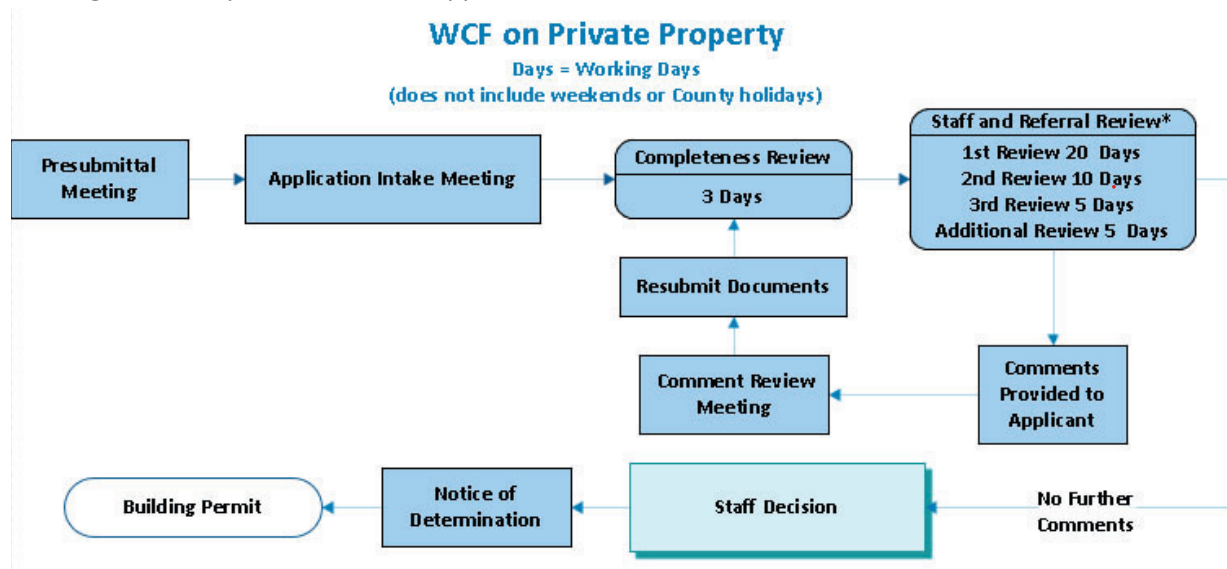 WCF on Private Property
Days = Working Days
(does not include weekends or County holidays)
Presubmittal
Meeting
Application Intake Meeting
Completeness Review
3 Days
Staff and Referral Review*
1st Review 20 Days
2nd Review 10 Days
3rd Review 5 Days
Additional Review 5 Days
Resubmit Documents
Comment Review
Meeting
Comments
Provided to
Applicant
Building Permit
Notice of
Determination
Staff Decision
No Further
Comments